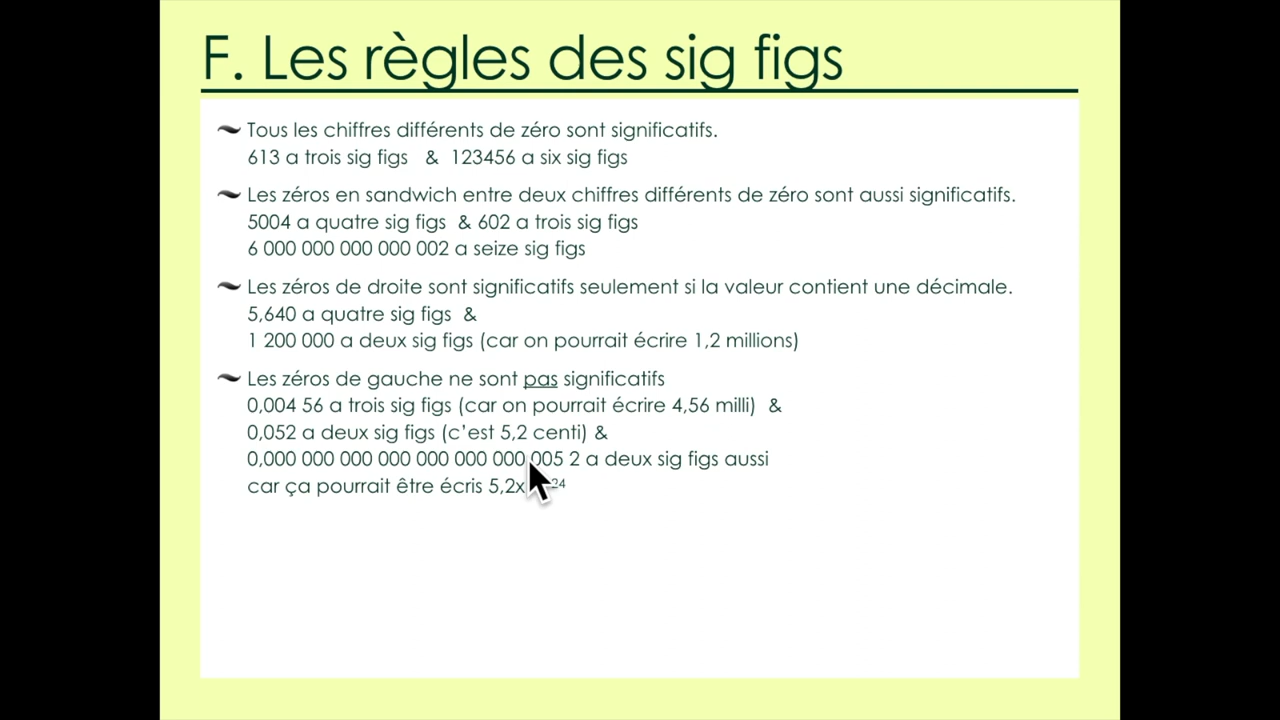 F. Les règles des sig figs
Tous les chiffres différents de zéro sont significatifs.
613 a trois sig figs & 123456 a six sig figs
Les zéros en sandwich entre deux chiffres différents de zéro sont aussi significatifs.
5004 a quatre sig figs & 602 a trois sig figs
6 000 000 000 000 002 a seize sig figs
Les zéros de droite sont significatifs seulement si la valeur contient une décimale.
5,640 a quatre sig figs &
1 200 000 a deux sig figs (car on pourrait écrire 1,2 millions)
Les zéros de gauche ne sont pas significatifs
0,004 56 a trois sig figs (car on pourrait écrire 4,56 milli) &
0,052 a deux sig figs (c'est 5,2 centi) &
0,000 000 000 000 000 000 000 005 2 a deux sig figs aussi
car ça pourrait être écris 5,2x 24